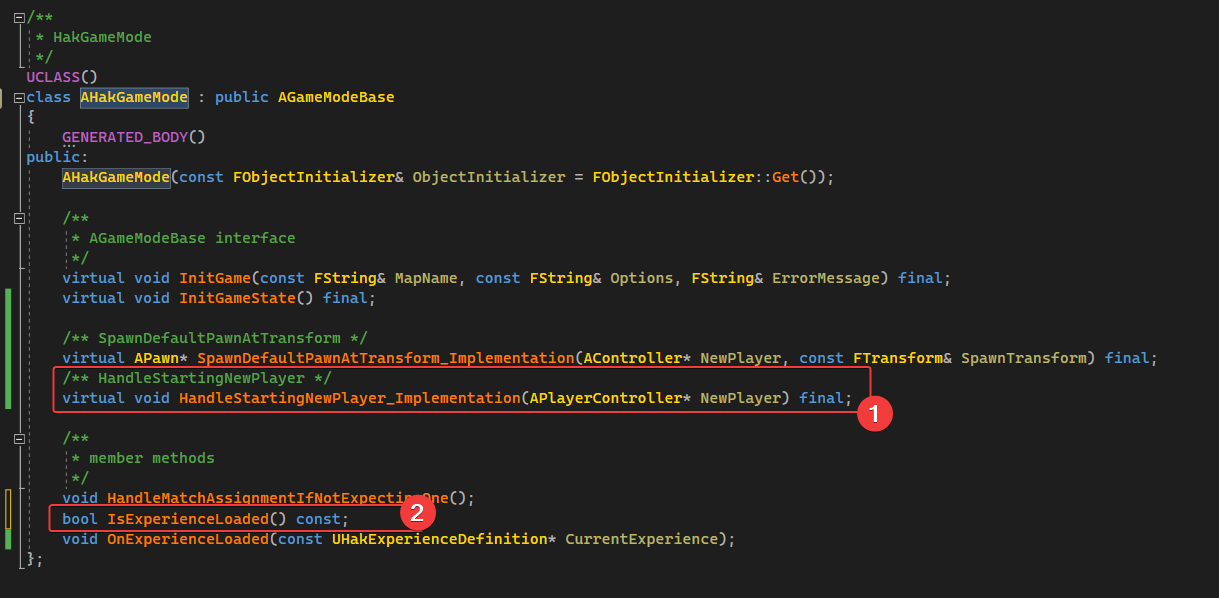 /**
 * HakGameMode
 */
UCLASS()
class AHakGameMode : public AGameModeBase
{
    GENERATED_BODY()
public:
    AHakGameMode(const FObjectInitializer& ObjectInitializer = FObjectInitializer::Get());
    /**
     * AGameModeBase interface
     */
    virtual void InitGame(const FString& MapName, const FString& Options, FString& ErrorMessage) final;
    virtual void InitGameState() final;
    /** SpawnDefaultPawnAtTransform */
    virtual APawn* SpawnDefaultPawnAtTransform_Implementation(AController* NewPlayer, const FTransform& SpawnTransform) final;
    /** HandleStartingNewPlayer */
    virtual void HandleStartingNewPlayer_Implementation(APlayerController* NewPlayer) final;
1
    /**
     * member methods
     */
    void HandleMatchAssignmentIfNotExpectingOne();
2
    bool IsExperienceLoaded() const;
    void OnExperienceLoaded(const UHakExperienceDefinition* CurrentExperience);
};